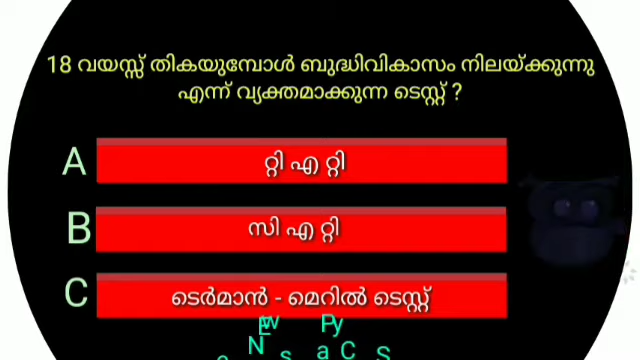 18 വയസ്സ് തികയുമ്പോൾ ബുദ്ധിവികാസം നിലയ്ക്കുന്നു
എന്ന് വ്യക്തമാക്കുന്ന ടെസ്റ്റ് ?
A റ്റി എ റ്റി
B സി എ റ്റി
C ടെർമാൻ - മെറിൽ ടെസ്റ്റ്